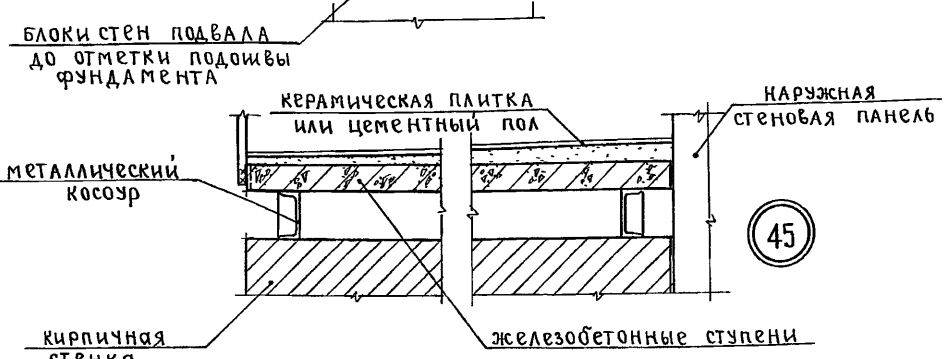 БЛОКИ СТЕН ПОДВАЛА
ДО ОТМЕТКИ ПОДОШВЫ
ФУНДАМЕНТА
КЕРАМИЧЕСКАЯ ПЛИТКА
ИЛИ ЦЕМЕНТНЫЙ ПОЛ
НАРУЖНАЯ
СТЕНОВАЯ ПАНЕЛЬ
МЕТАЛЛИЧЕСКИЙ
КОСОУР
45
КИРПИЧНАЯ
СТЕНКА
ЖЕЛЕЗОБЕТОННЫЕ СТУПЕНИ